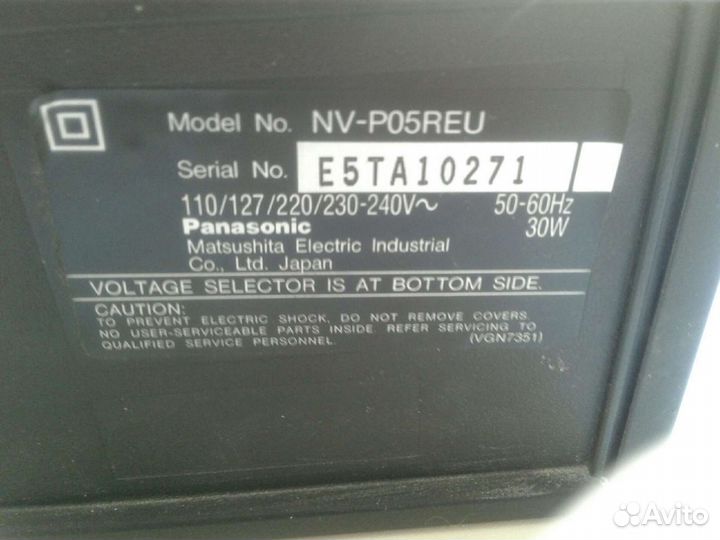 Model No. NV-P05REU
Serial No. E5TA10271
110/127/220/230-240V~ 50-60Hz
Panasonic 30W
Matsushita Electric Industrial
Co., Ltd. Japan
VOLTAGE SELECTOR IS AT BOTTOM SIDE.
CAUTION:
TO PREVENT ELECTRIC SHOCK, DO NOT REMOVE COVERS.
NO USER-SERVICEABLE PARTS INSIDE. REFER SERVICING TO
QUALIFIED SERVICE PERSONNEL. (VGN7351)
Avito